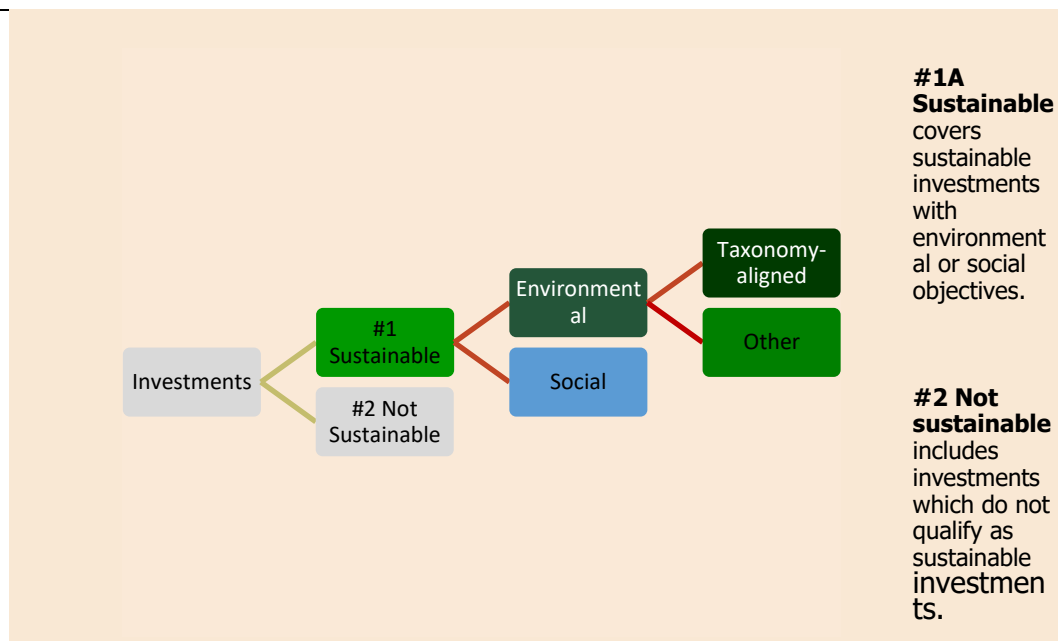 Investments
#1
Sustainable
#2 Not
Sustainable
Environment
al
Social
Taxonomy-
aligned
Other
#1A
Sustainable
covers
sustainable
investments
with
environment
al or social
objectives.
#2 Not
sustainable
includes
investments
which do not
qualify as
sustainable
investmen
ts.